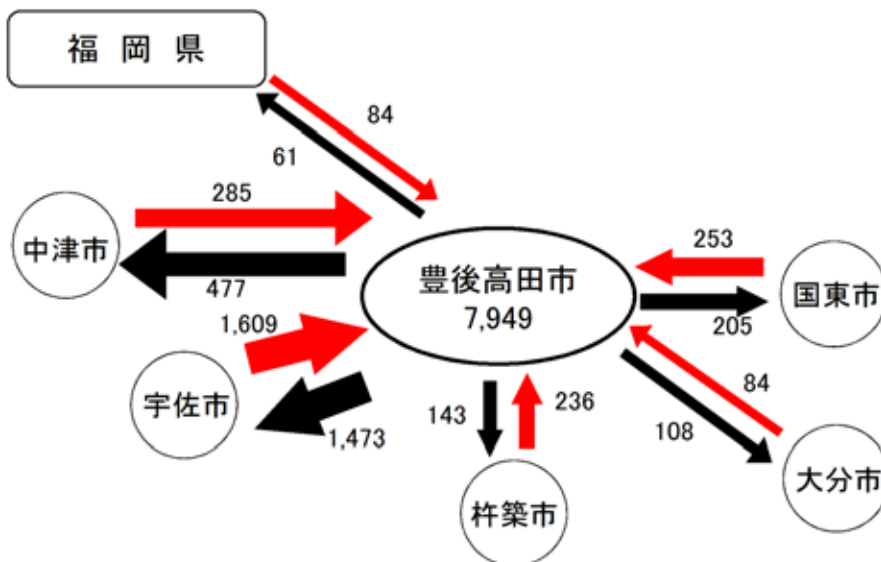 福岡県
84
61
285
中津市
477
253
豊後高田市
7,949
国東市
205
1,609
宇佐市
1,473
143
236
84
108
大分市
杵築市